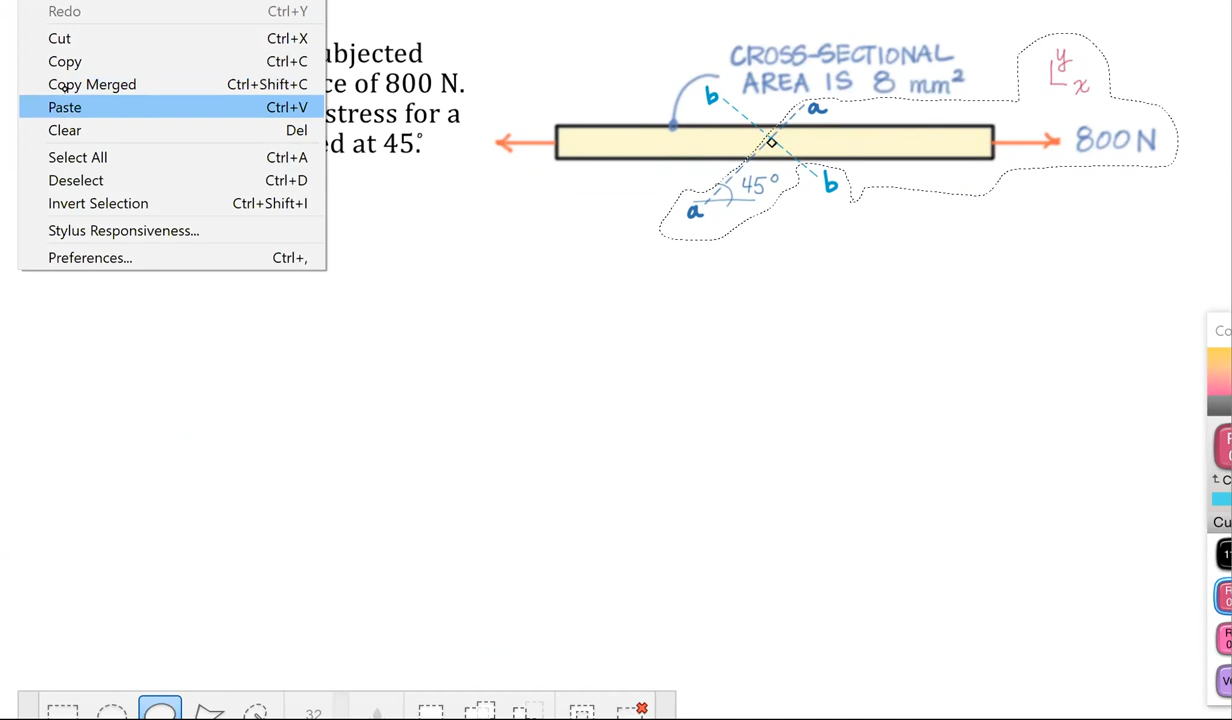 Redo Ctrl+Y
Cut Ctrl+X
Copy Ctrl+C
Copy Merged Ctrl+Shift+C
Paste Ctrl+V
Clear Del
Select All Ctrl+A
Deselect Ctrl+D
Invert Selection Ctrl+Shift+I
Stylus Responsiveness...
Preferences... Ctrl+,
ubjected
ce of 800 N.
stress for a
ed at 45°.
CROSS-SECTIONAL
AREA IS 8 mm²
y
x
b
a
800 N
45°
b
a
Co
C
Cu
32